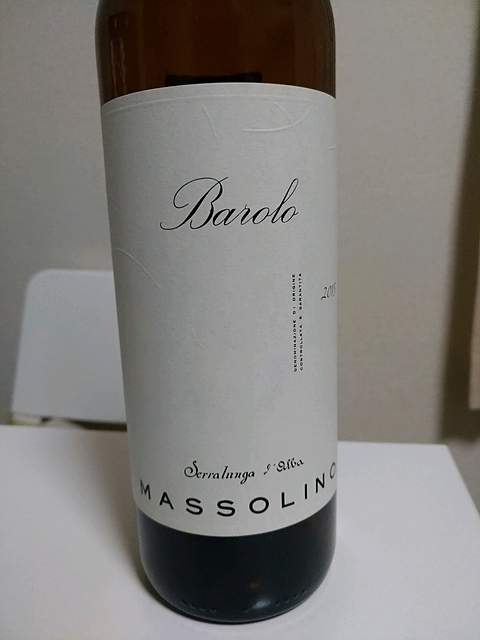 Barolo
DENOMINAZIONE DI ORIGINE
CONTROLLATA E GARANTITA
Serralunga d'Alba
MASSOLINO